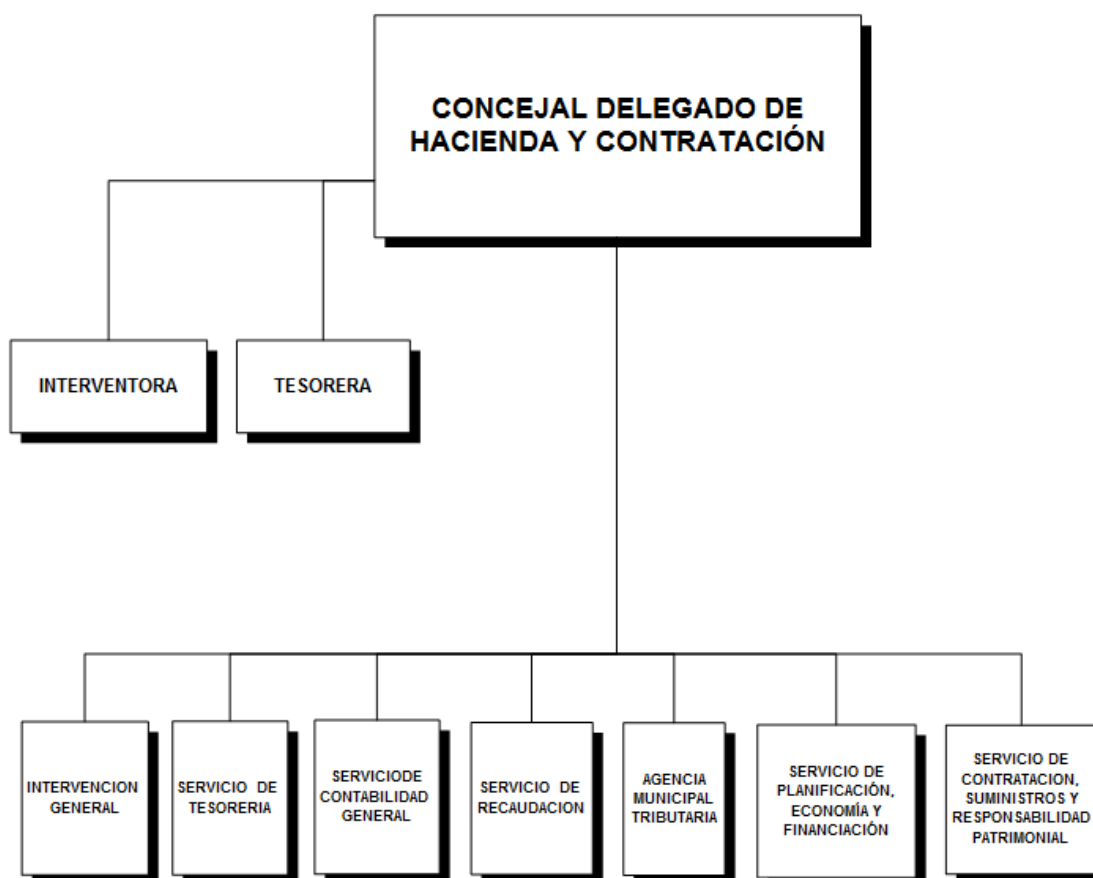 CONCEJAL DELEGADO DE
HACIENDA Y CONTRATACIÓN
INTERVENTORA
TESORERA
INTERVENCION
GENERAL
SERVICIO DE
TESORERIA
SERVICIODE
CONTABILIDAD
GENERAL
SERVICIO DE
RECAUDACION
AGENCIA
MUNICIPAL
TRIBUTARIA
SERVICIO DE
PLANIFICACIÓN,
ECONOMÍA Y
FINANCIACIÓN
SERVICIO DE
CONTRATACION,
SUMINISTROS Y
RESPONSABILIDAD
PATRIMONIAL